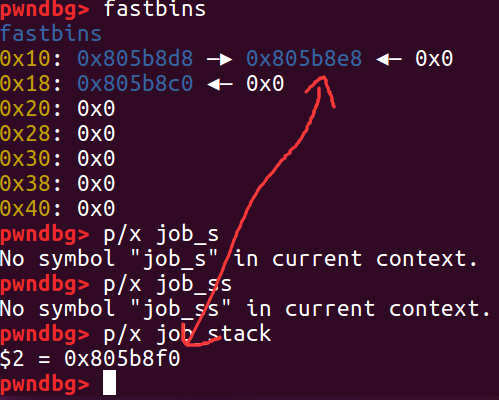 pwndbg> fastbins
fastbins
0x10: 0x805b8d8 —▸ 0x805b8e8 ◂— 0x0
0x18: 0x805b8c0 ◂— 0x0
0x20: 0x0
0x28: 0x0
0x30: 0x0
0x38: 0x0
0x40: 0x0
pwndbg> p/x job_s
No symbol "job_s" in current context.
pwndbg> p/x job_ss
No symbol "job_ss" in current context.
pwndbg> p/x job_stack
$2 = 0x805b8f0
pwndbg>